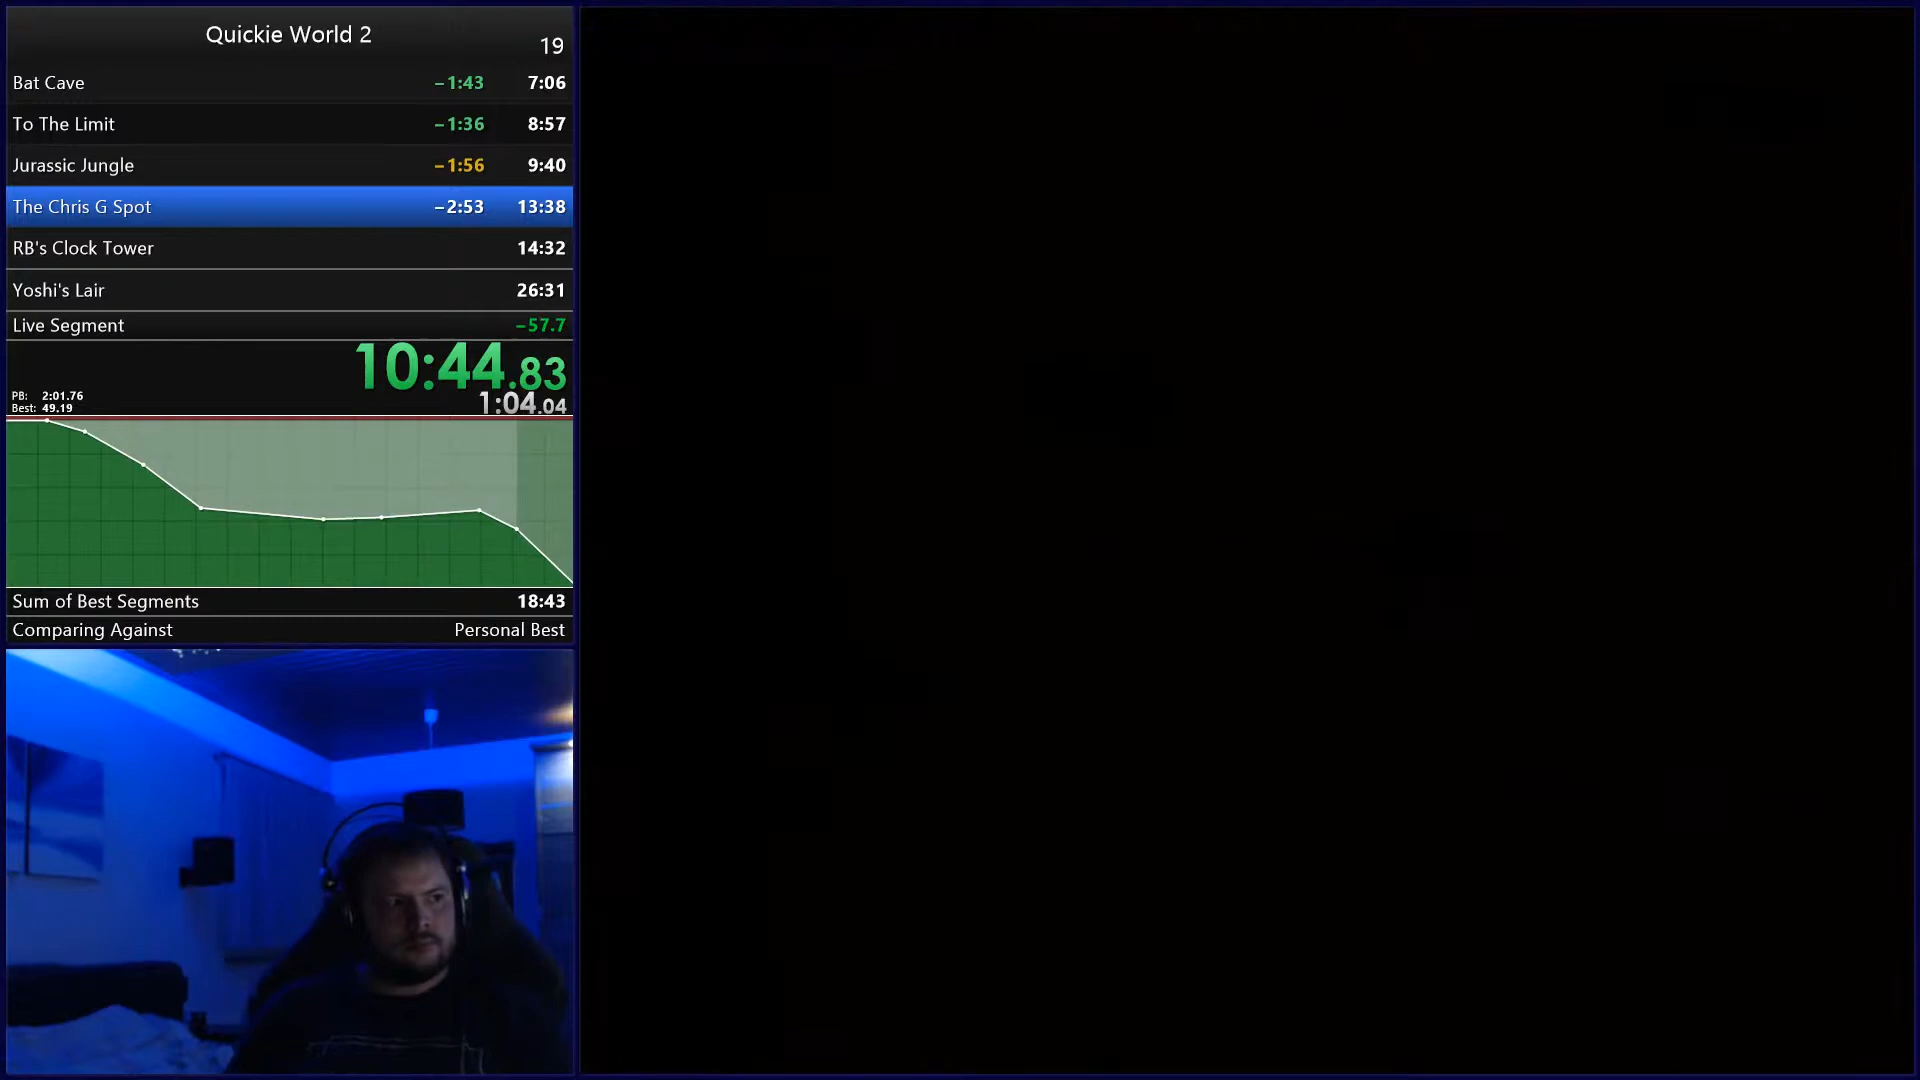 Quickie World 2
19
Bat Cave −1:43 7:06
To The Limit −1:36 8:57
Jurassic Jungle −1:56 9:40
The Chris G Spot −2:53 13:38
RB's Clock Tower 14:32
Yoshi's Lair 26:31
Live Segment −57.7
10:44.83
PB: 2:01.76
Best: 49.19
1:04.04
Sum of Best Segments 18:43
Comparing Against Personal Best